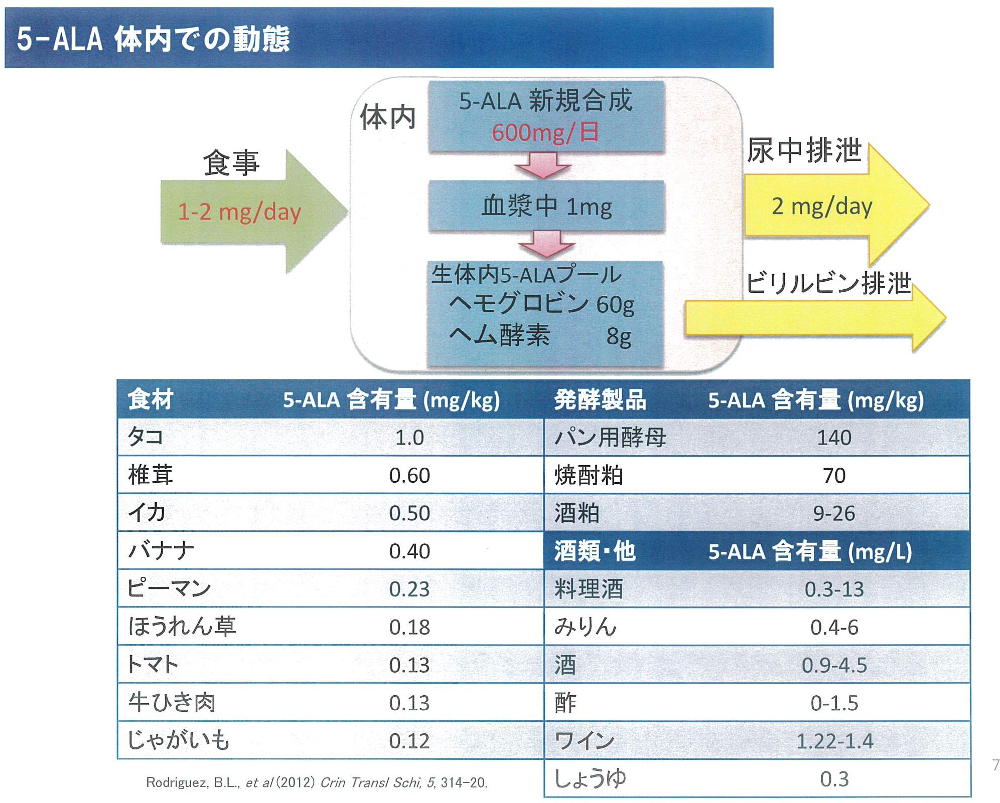 5-ALA 体内での動態
体内
5-ALA 新規合成
600mg/日
食事
1-2 mg/day
血漿中 1mg
尿中排泄
2 mg/day
生体内5-ALAプール
ヘモグロビン 60g
ヘム酵素 8g
ビリルビン排泄
食材 5-ALA 含有量 (mg/kg) 発酵製品 5-ALA 含有量 (mg/kg)
タコ 1.0 パン用酵母 140
椎茸 0.60 焼酎粕 70
イカ 0.50 酒粕 9-26
バナナ 0.40 酒類・他 5-ALA 含有量 (mg/L)
ピーマン 0.23 料理酒 0.3-13
ほうれん草 0.18 みりん 0.4-6
トマト 0.13 酒 0.9-4.5
牛ひき肉 0.13 酢 0-1.5
じゃがいも 0.12 ワイン 1.22-1.4
しょうゆ 0.3
Rodriguez, B.L., et al (2012) Crin Transl Schi, 5, 314-20.
7